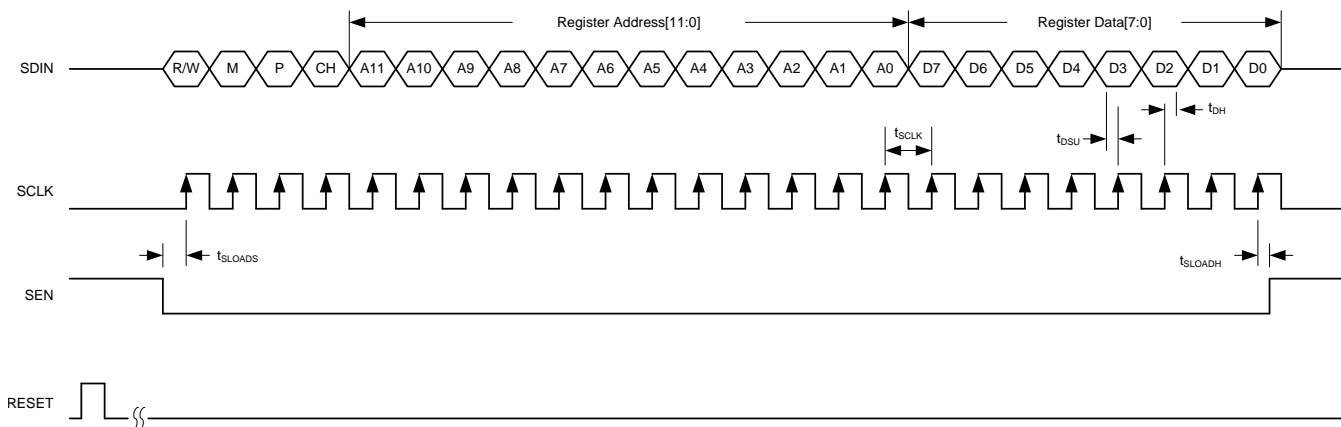 Register Address[11:0] Register Data[7:0]
SDIN R/W M P CH A11 A10 A9 A8 A7 A6 A5 A4 A3 A2 A1 A0 D7 D6 D5 D4 D3 D2 D1 D0
tDH
tSCLK
tDSU
SCLK
tSLOADS
tSLOADH
SEN
RESET